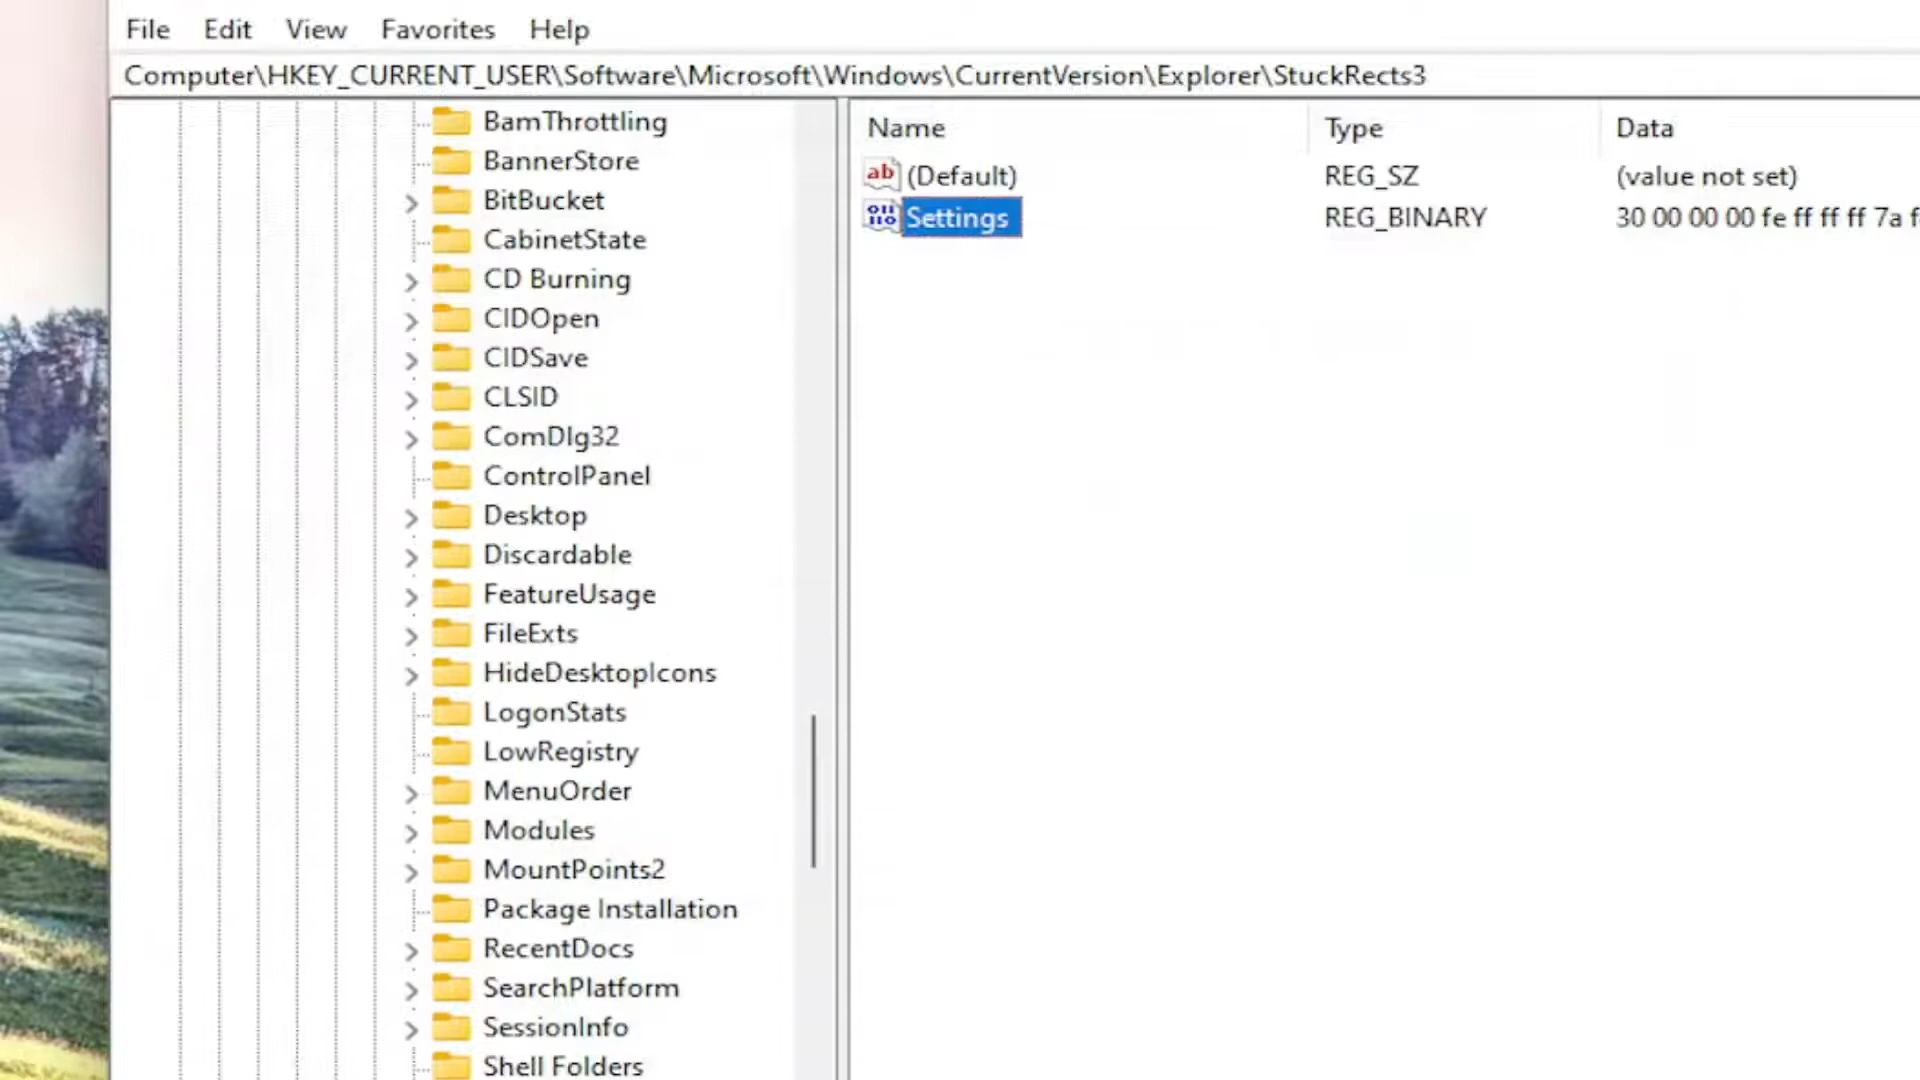 File Edit View Favorites Help
Computer\HKEY_CURRENT_USER\Software\Microsoft\Windows\CurrentVersion\Explorer\StuckRects3
BamThrottling
BannerStore
BitBucket
CabinetState
CD Burning
CIDOpen
CIDSave
CLSID
ComDlg32
ControlPanel
Desktop
Discardable
FeatureUsage
FileExts
HideDesktopIcons
LogonStats
LowRegistry
MenuOrder
Modules
MountPoints2
Package Installation
RecentDocs
SearchPlatform
SessionInfo
Shell Folders
Name Type Data
(Default) REG_SZ (value not set)
Settings REG_BINARY 30 00 00 00 fe ff ff ff 7a f